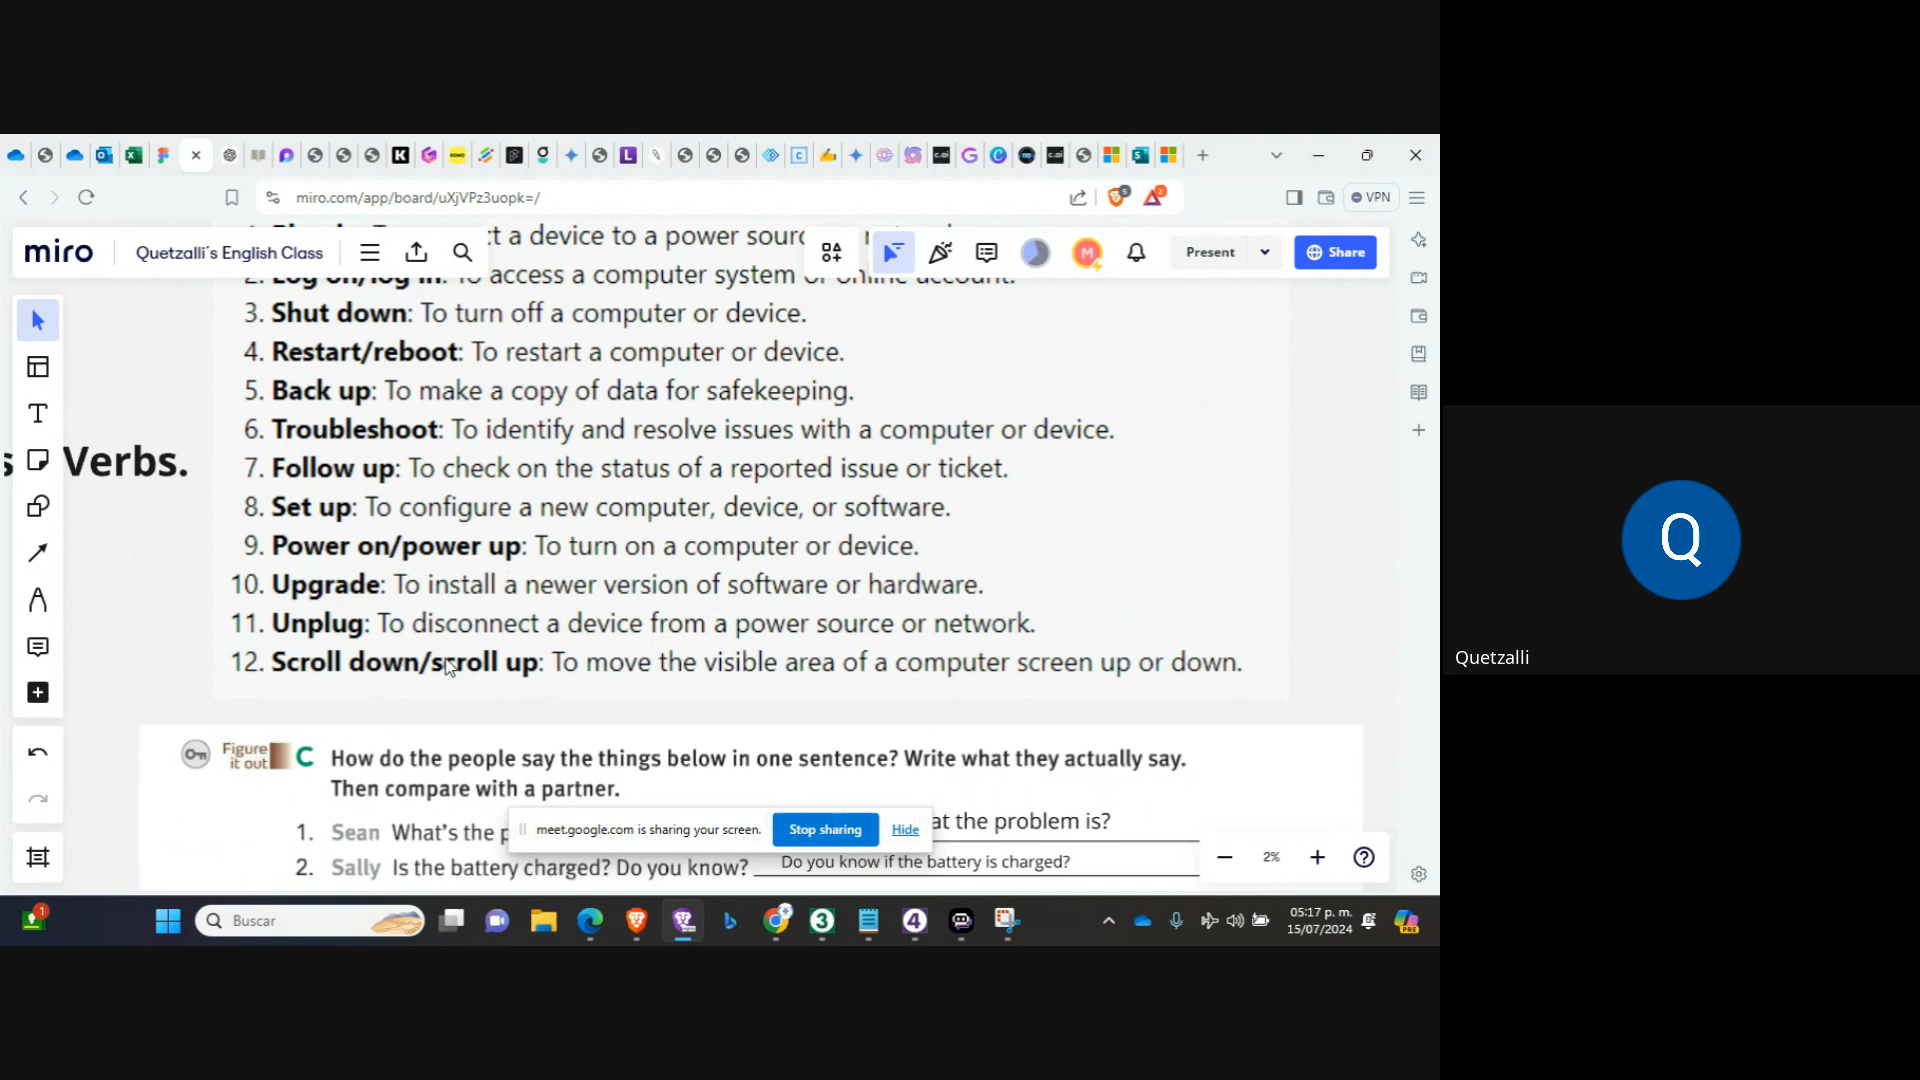 miro.com/app/board/uXjVPz3uopk=/
VPN
t a device to a power sourc
miro
Quetzalli´s English Class
Present
Share
2. Log on/log in: To access a computer system or online account.
3. Shut down: To turn off a computer or device.
4. Restart/reboot: To restart a computer or device.
5. Back up: To make a copy of data for safekeeping.
6. Troubleshoot: To identify and resolve issues with a computer or device.
s Verbs.
7. Follow up: To check on the status of a reported issue or ticket.
8. Set up: To configure a new computer, device, or software.
9. Power on/power up: To turn on a computer or device.
10. Upgrade: To install a newer version of software or hardware.
11. Unplug: To disconnect a device from a power source or network.
12. Scroll down/scroll up: To move the visible area of a computer screen up or down.
Figure it out C How do the people say the things below in one sentence? Write what they actually say.
Then compare with a partner.
1. Sean What's the p
at the problem is?
meet.google.com is sharing your screen.
Stop sharing
Hide
2. Sally Is the battery charged? Do you know? Do you know if the battery is charged?
2%
Buscar
05:17 p. m.
15/07/2024
Q
Quetzalli